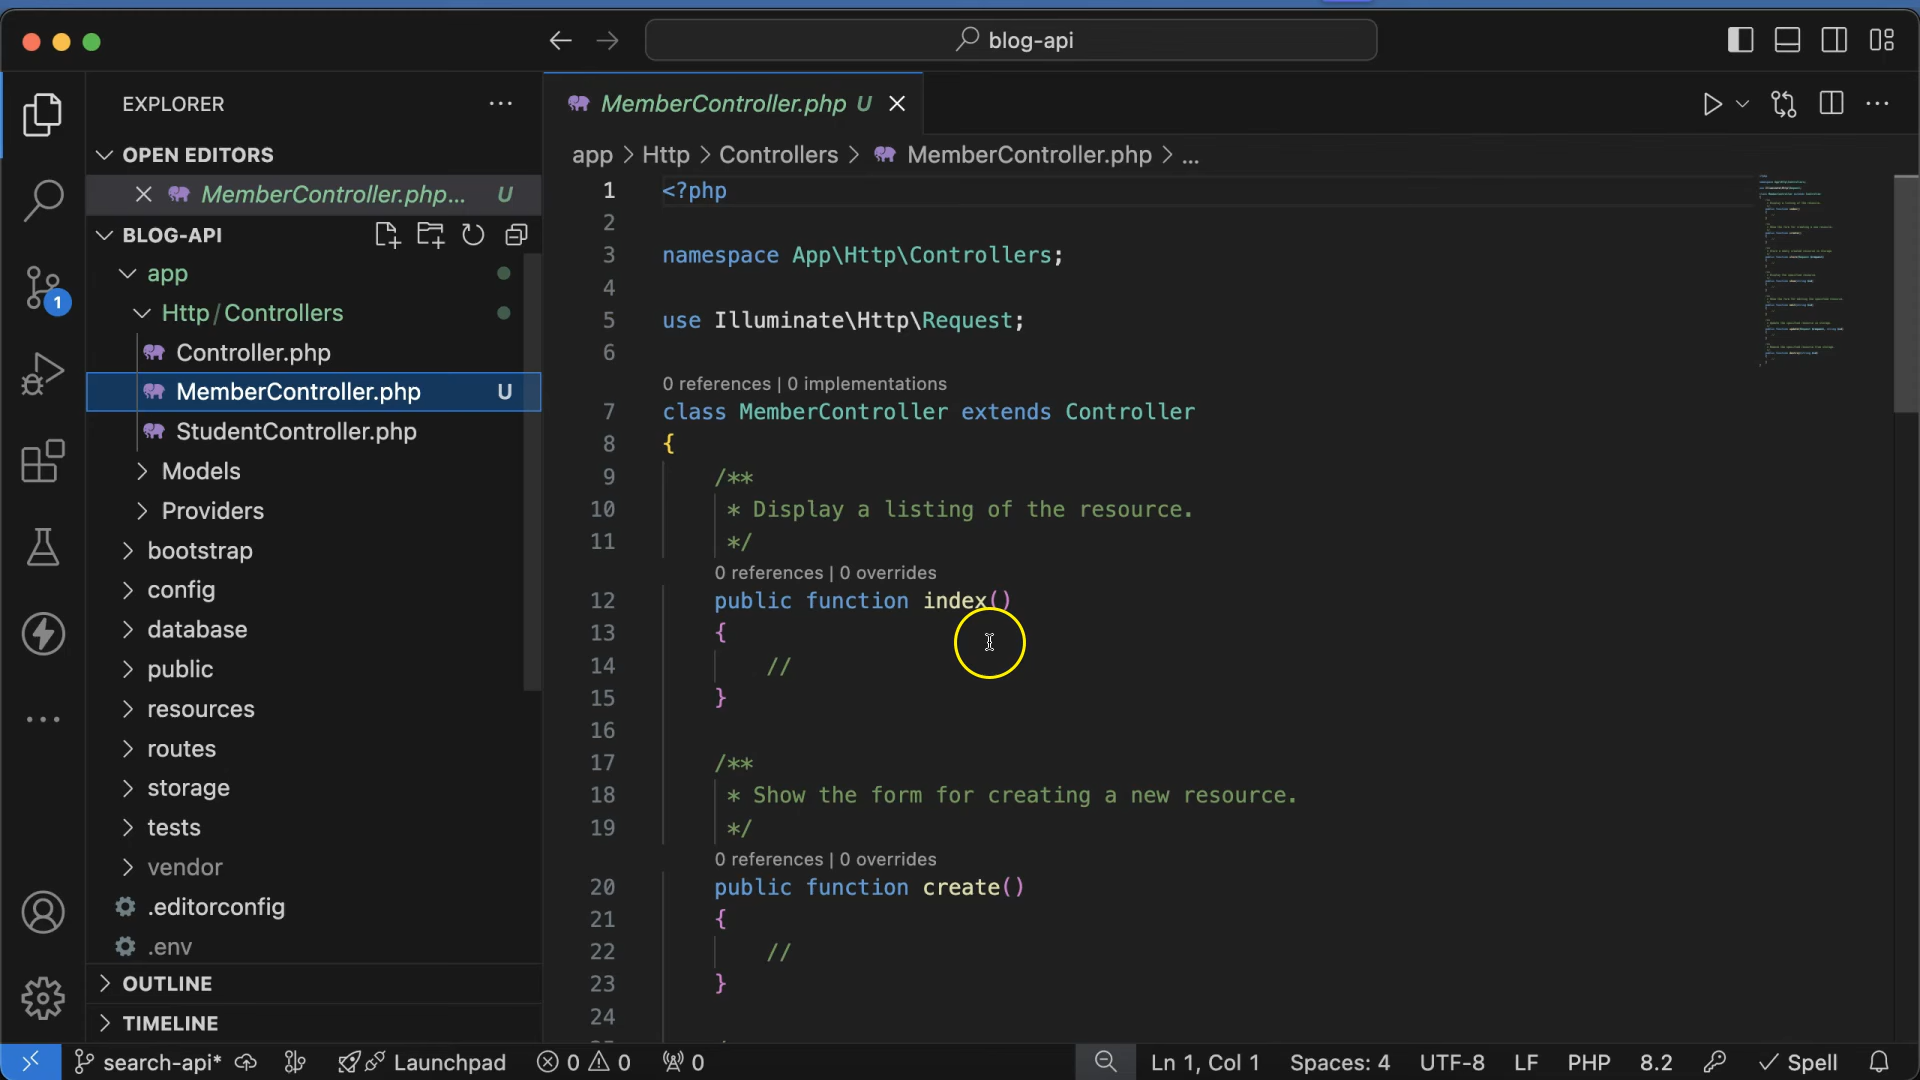 blog-api
EXPLORER
OPEN EDITORS
MemberController.php... U
BLOG-API
app
Http/Controllers
Controller.php
MemberController.php U
StudentController.php
Models
Providers
bootstrap
config
database
public
resources
routes
storage
tests
vendor
.editorconfig
.env
OUTLINE
TIMELINE
1
MemberController.php U
app > Http > Controllers > MemberController.php > ...
1 <?php
2
3 namespace App\Http\Controllers;
4
5 use Illuminate\Http\Request;
6
0 references | 0 implementations
7 class MemberController extends Controller
8 {
9 /**
10 * Display a listing of the resource.
11 */
0 references | 0 overrides
12 public function index()
13 {
14 //
15 }
16
17 /**
18 * Show the form for creating a new resource.
19 */
0 references | 0 overrides
20 public function create()
21 {
22 //
23 }
24
search-api* Launchpad 0 0 0 Ln 1, Col 1 Spaces: 4 UTF-8 LF PHP 8.2 Spell